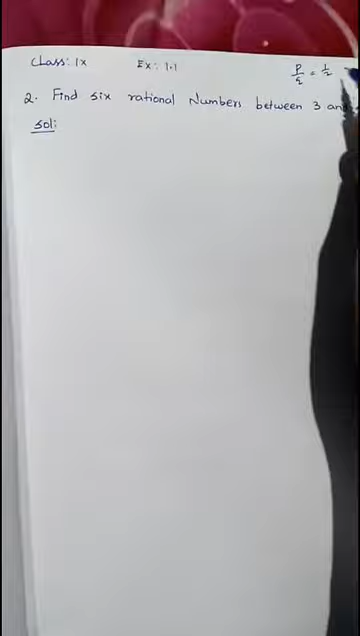 Class: IX Ex: 1.1 p/q = 1/2
2. Find six rational Numbers between 3 and
Sol: